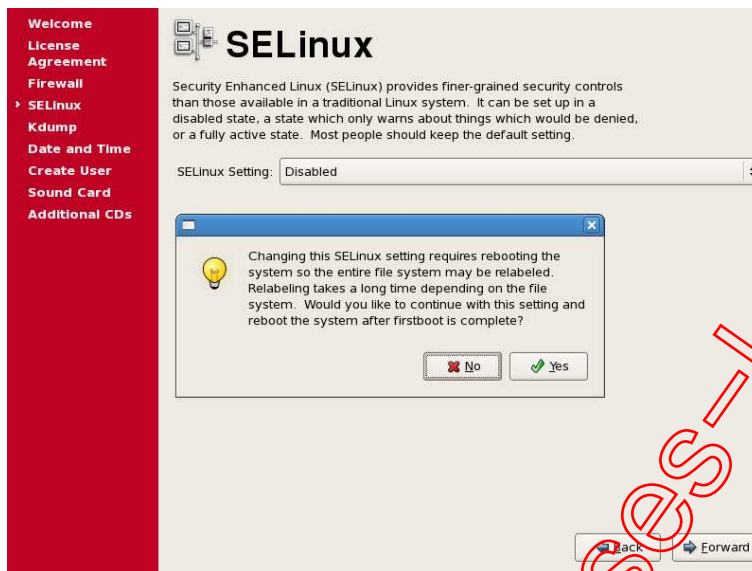 Welcome
License
Agreement
Firewall
SELinux
Kdump
Date and Time
Create User
Sound Card
Additional CDs
SELinux
Security Enhanced Linux (SELinux) provides finer-grained security controls
than those available in a traditional Linux system. It can be set up in a
disabled state, a state which only warns about things which would be denied,
or a fully active state. Most people should keep the default setting.
SELinux Setting: Disabled
Changing this SELinux setting requires rebooting the
system so the entire file system may be relabeled.
Relabeling takes a long time depending on the file
system. Would you like to continue with this setting and
reboot the system after firstboot is complete?
No
Yes
Back
Forward